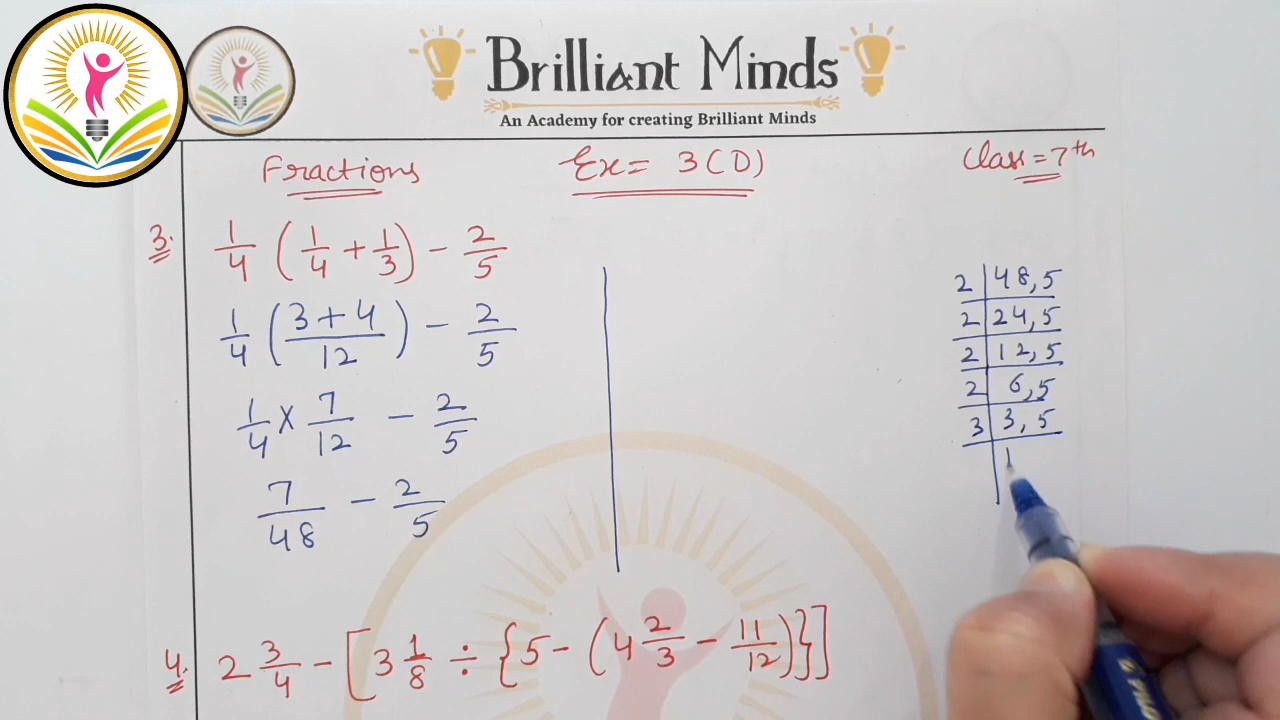 Brilliant Minds
An Academy for creating Brilliant Minds
Fractions Ex = 3(D) Class = 7th
3. 1/4 (1/4 + 1/3) - 2/5
1/4 ((3 + 4)/12) - 2/5
1/4 × 7/12 - 2/5
7/48 - 2/5
2 | 48, 5
2 | 24, 5
2 | 12, 5
2 | 6, 5
3 | 3, 5
1
4. 2 3/4 - [3 1/8 ÷ {5 - (4 2/3 - 11/12)}]